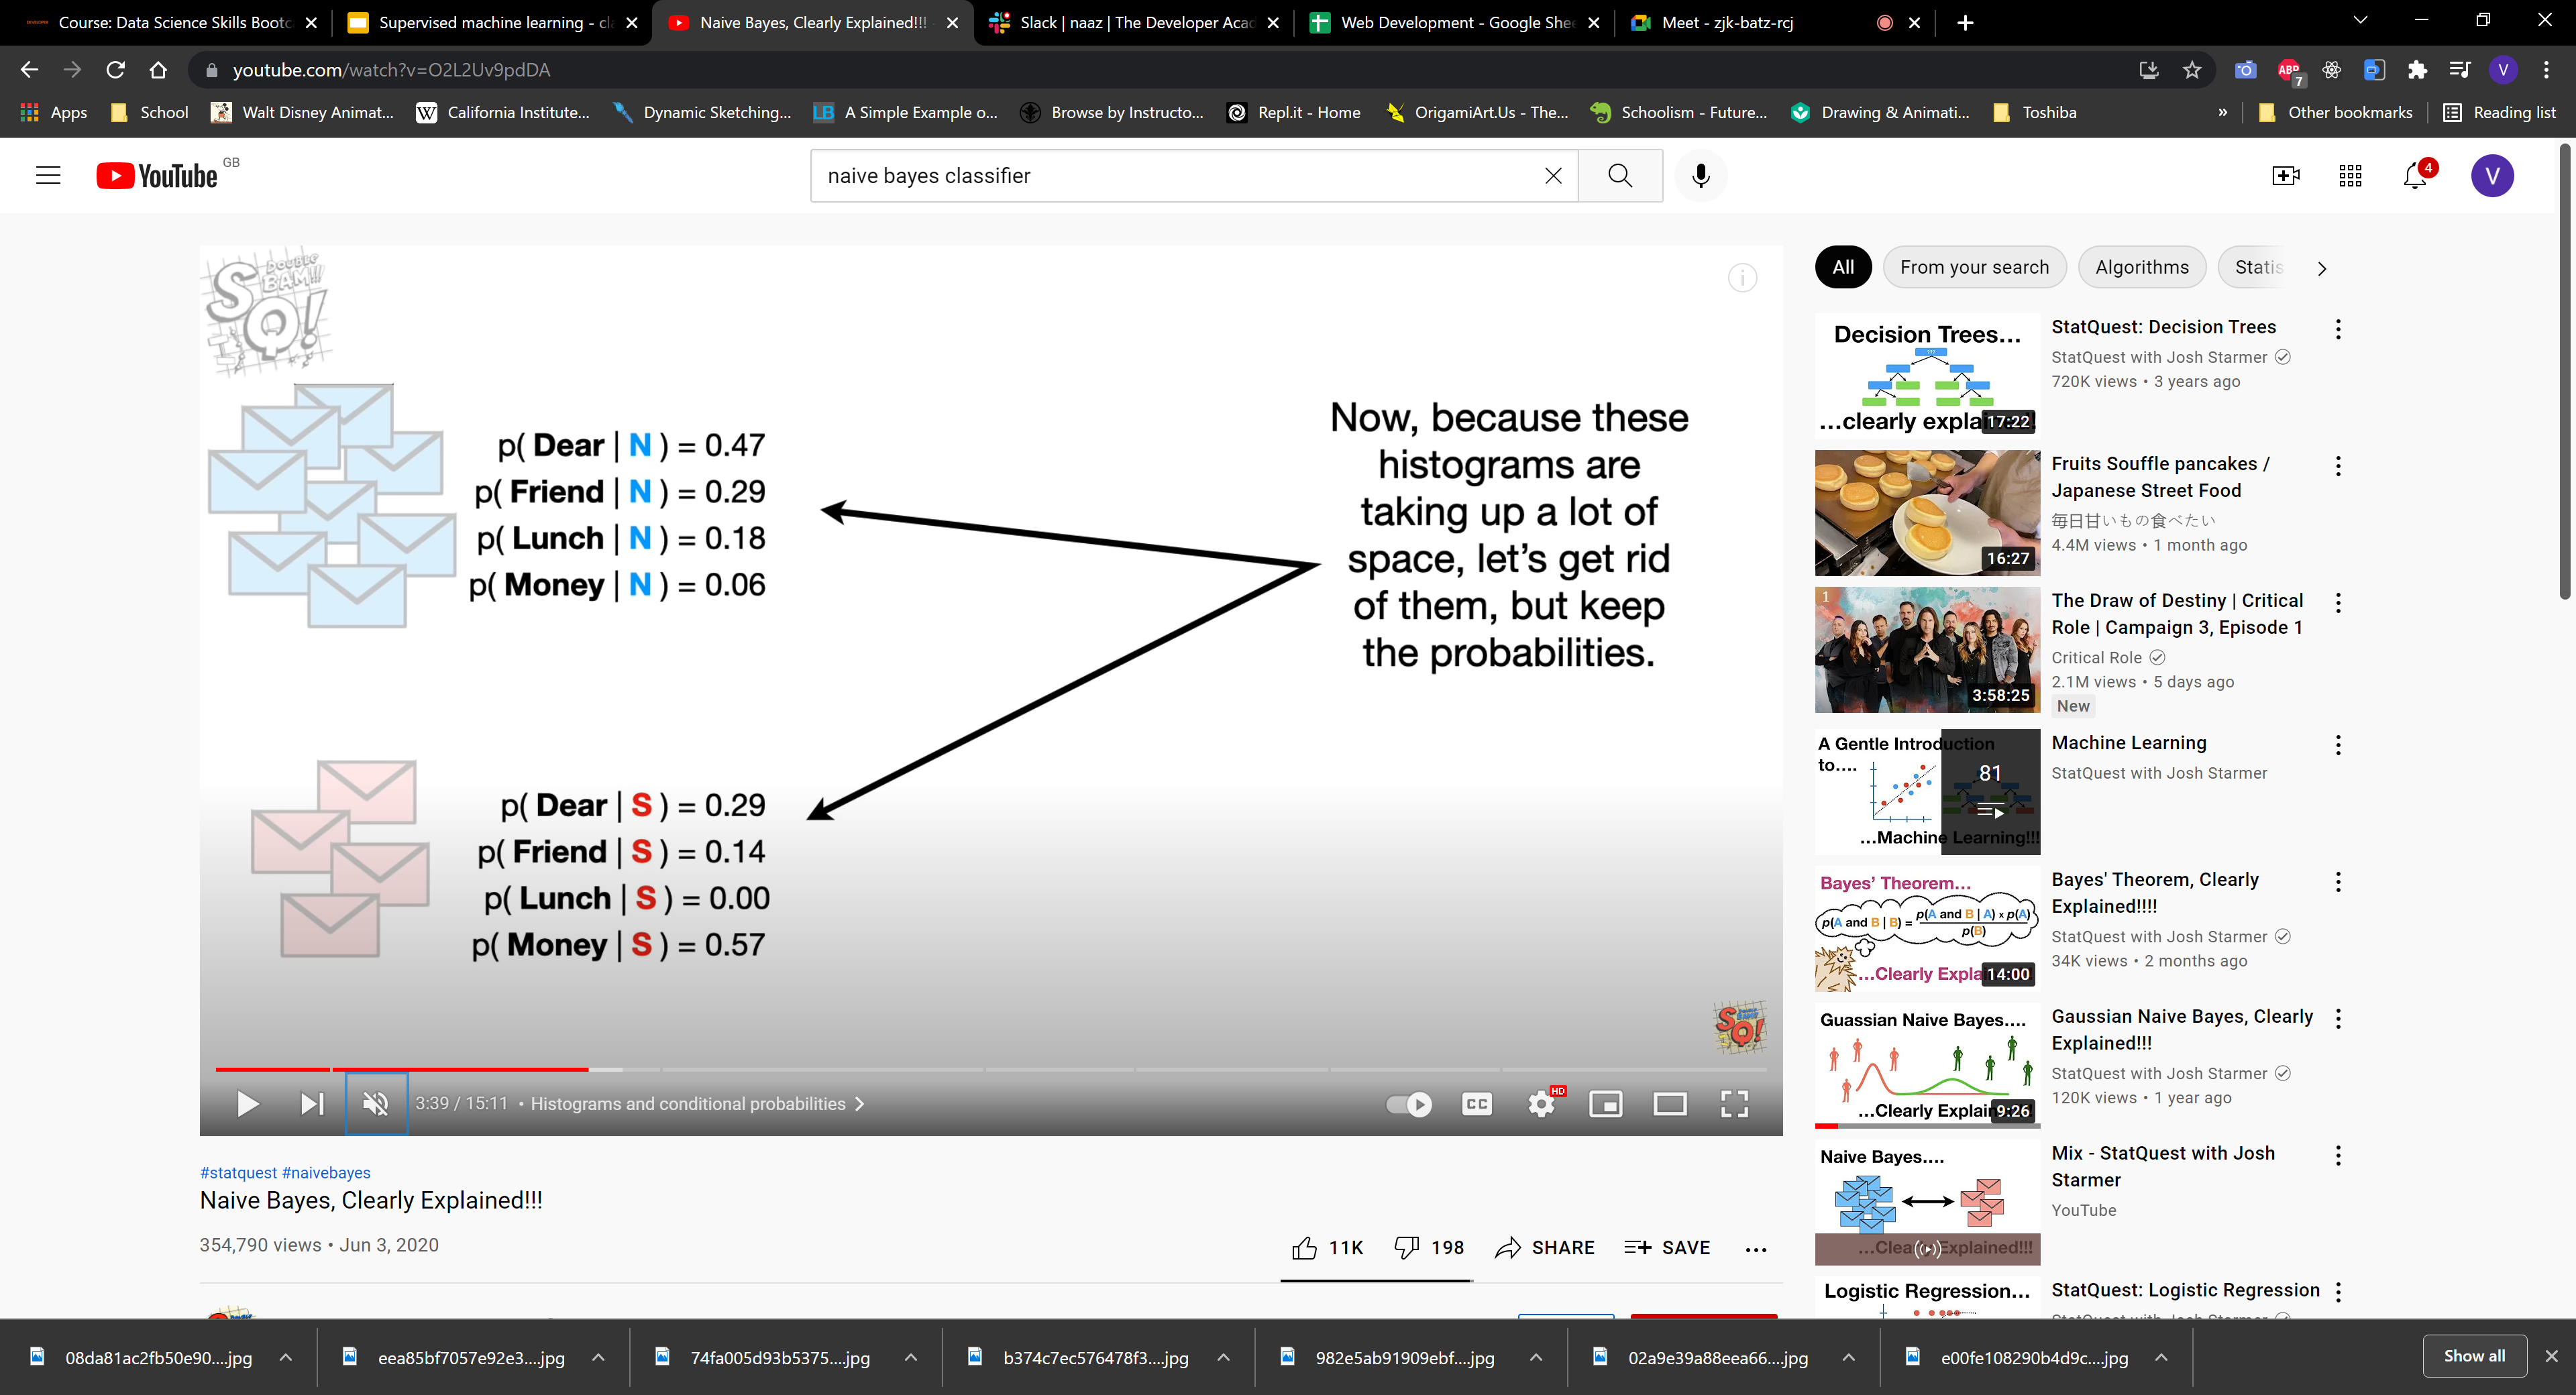 Course: Data Science Skills Bootc
Supervised machine learning - cl
Naive Bayes, Clearly Explained!!!
Slack | naaz | The Developer Acad
Web Development - Google She
Meet - zjk-batz-rcj
youtube.com/watch?v=O2L2Uv9pdDA
ABP
7
V
Apps
School
Walt Disney Animat...
W
California Institute...
Dynamic Sketching...
LB
A Simple Example o...
Browse by Instructo...
Repl.it - Home
OrigamiArt.Us - The...
Schoolism - Future...
Drawing & Animati...
Toshiba
»
Other bookmarks
Reading list
YouTube
GB
naive bayes classifier
4
V
DOUBLE
BAM!!!
SQ!
p( Dear | N ) = 0.47
p( Friend | N ) = 0.29
p( Lunch | N ) = 0.18
p( Money | N ) = 0.06
Now, because these
histograms are
taking up a lot of
space, let's get rid
of them, but keep
the probabilities.
p( Dear | S ) = 0.29
p( Friend | S ) = 0.14
p( Lunch | S ) = 0.00
p( Money | S ) = 0.57
SQ!
3:39 / 15:11 • Histograms and conditional probabilities
CC
HD
#statquest #naivebayes
Naive Bayes, Clearly Explained!!!
354,790 views • Jun 3, 2020
11K
198
SHARE
SAVE
All
From your search
Algorithms
Statis
Decision Trees...
...clearly explai
17:22
StatQuest: Decision Trees
StatQuest with Josh Starmer
720K views • 3 years ago
16:27
Fruits Souffle pancakes /
Japanese Street Food
毎日甘いもの食べたい
4.4M views • 1 month ago
1
3:58:25
The Draw of Destiny | Critical
Role | Campaign 3, Episode 1
Critical Role
2.1M views • 5 days ago
New
A Gentle Introduction
to....
81
...Machine Learning!!!
Machine Learning
StatQuest with Josh Starmer
Bayes' Theorem...
p(A and B | B) = p(A and B | A) x p(A)
p(B)
...Clearly Explai
14:00
Bayes' Theorem, Clearly
Explained!!!!
StatQuest with Josh Starmer
34K views • 2 months ago
Guassian Naive Bayes....
...Clearly Explain
9:26
Gaussian Naive Bayes, Clearly
Explained!!!
StatQuest with Josh Starmer
120K views • 1 year ago
Naive Bayes....
...Clearly Explained!!!
Mix - StatQuest with Josh
Starmer
YouTube
Logistic Regression...
StatQuest: Logistic Regression
StatQuest with Josh Starmer
08da81ac2fb50e90....jpg
eea85bf7057e92e3....jpg
74fa005d93b5375....jpg
b374c7ec576478f3....jpg
982e5ab91909ebf....jpg
02a9e39a88eea66....jpg
e00fe108290b4d9c....jpg
Show all